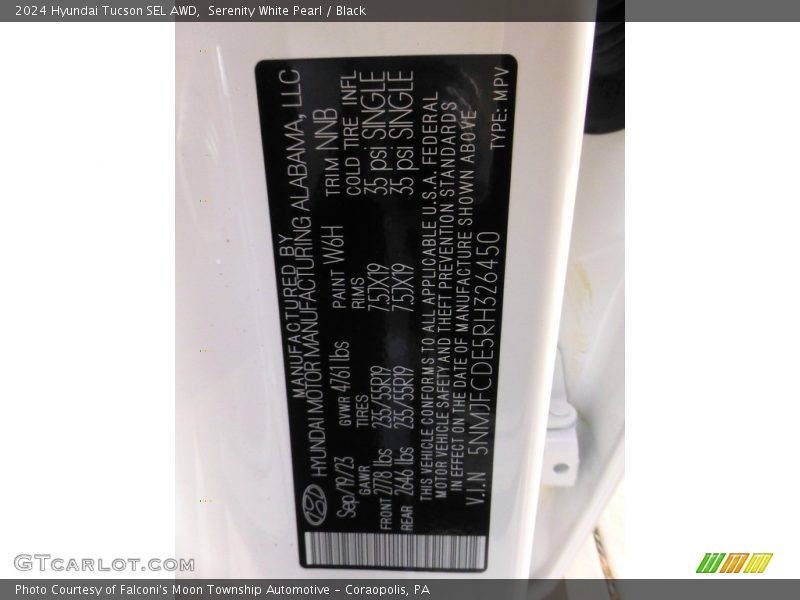 2024 Hyundai Tucson SEL AWD,  Serenity White Pearl / Black
MANUFACTURED BY
HYUNDAI MOTOR MANUFACTURING ALABAMA, LLC
Sep/19/23 GVWR 4761 lbs PAINT W6H TRIM NNB
GAWR TIRES RIMS COLD TIRE INFL
FRONT 2778 lbs 235/55R19 7.5JX19 35 psi SINGLE
REAR 2646 lbs 235/55R19 7.5JX19 35 psi SINGLE
THIS VEHICLE CONFORMS TO ALL APPLICABLE U.S.A. FEDERAL
MOTOR VEHICLE SAFETY AND THEFT PREVENTION STANDARDS
IN EFFECT ON THE DATE OF MANUFACTURE SHOWN ABOVE
V.I.N 5NMJFCDE5RH326450 TYPE: MPV
GTCARLOT.COM
Photo Courtesy of Falconi's Moon Township Automotive – Coraopolis, PA